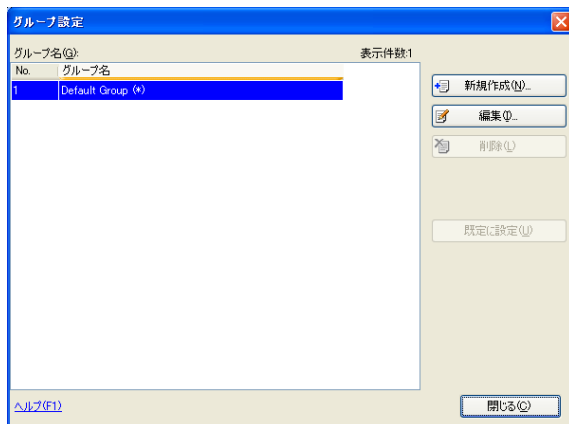 グループ設定
グループ名(G):
表示件数:1
No. グループ名
1 Default Group (*)
新規作成(N)...
編集(I)...
削除(L)
既定に設定(U)
ヘルプ(F1)
閉じる(C)